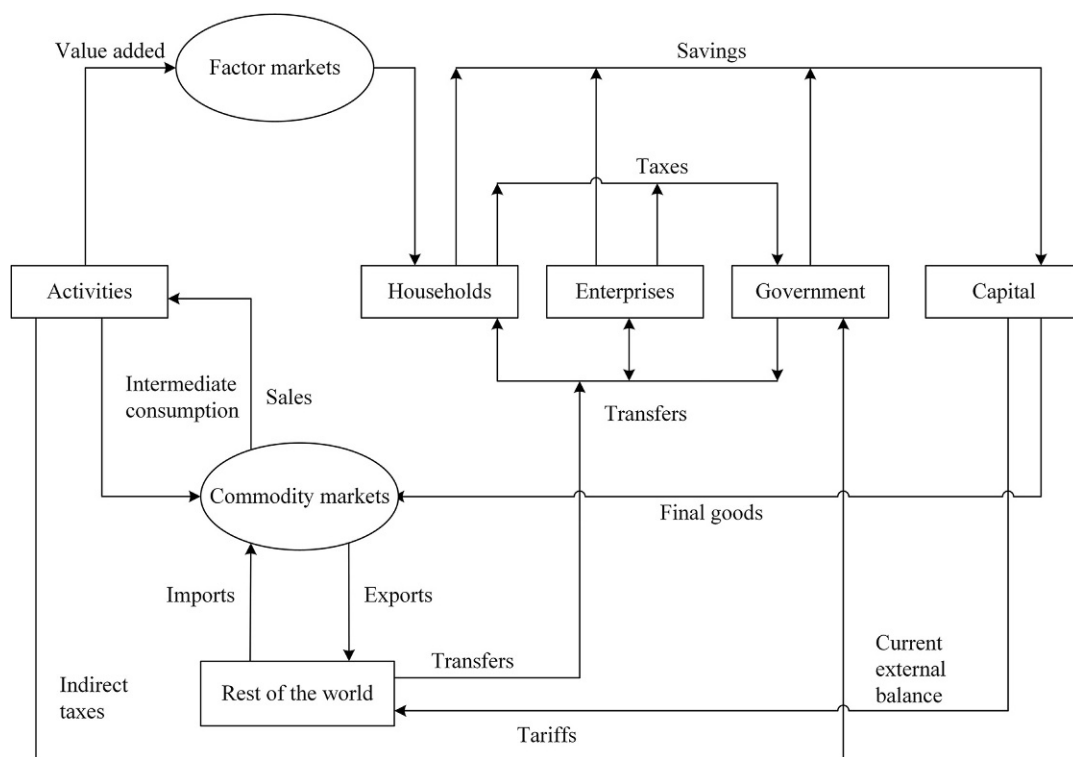 Value added
Factor markets
Savings
Taxes
Activities
Households
Enterprises
Government
Capital
Intermediate
consumption
Sales
Transfers
Commodity markets
Final goods
Imports
Exports
Transfers
Current
external
balance
Indirect
taxes
Rest of the world
Tariffs